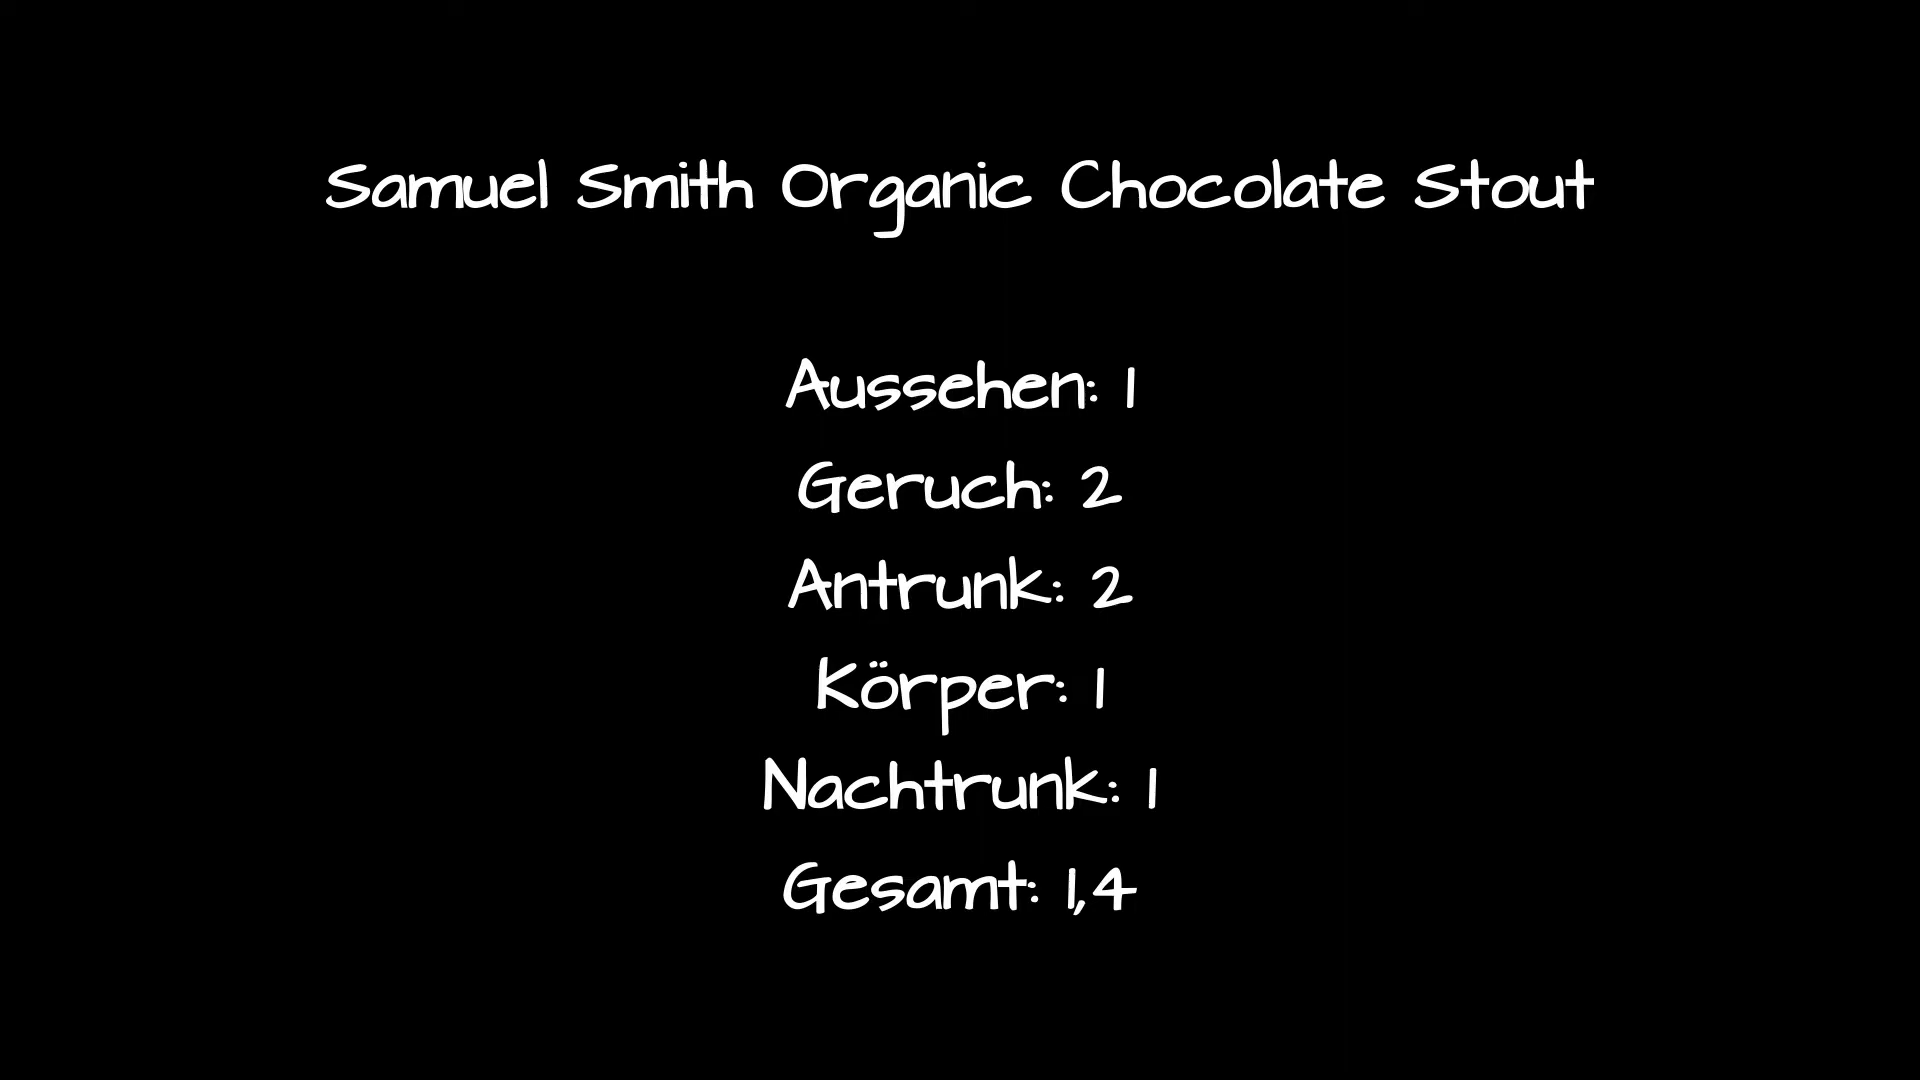 Samuel Smith Organic Chocolate Stout
Aussehen: 1
Geruch: 2
Antrunk: 2
Körper: 1
Nachtrunk: 1
Gesamt: 1,4